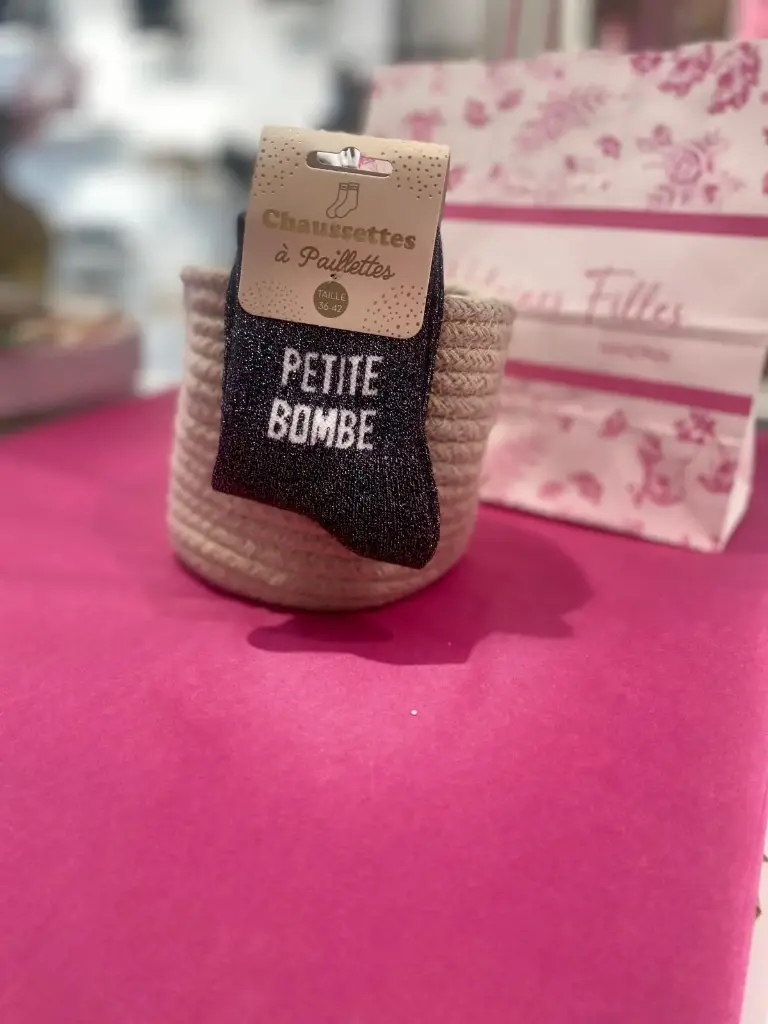 Chaussettes
à Paillettes
TAILLE
36-42
PETITE
BOMBE
Filles